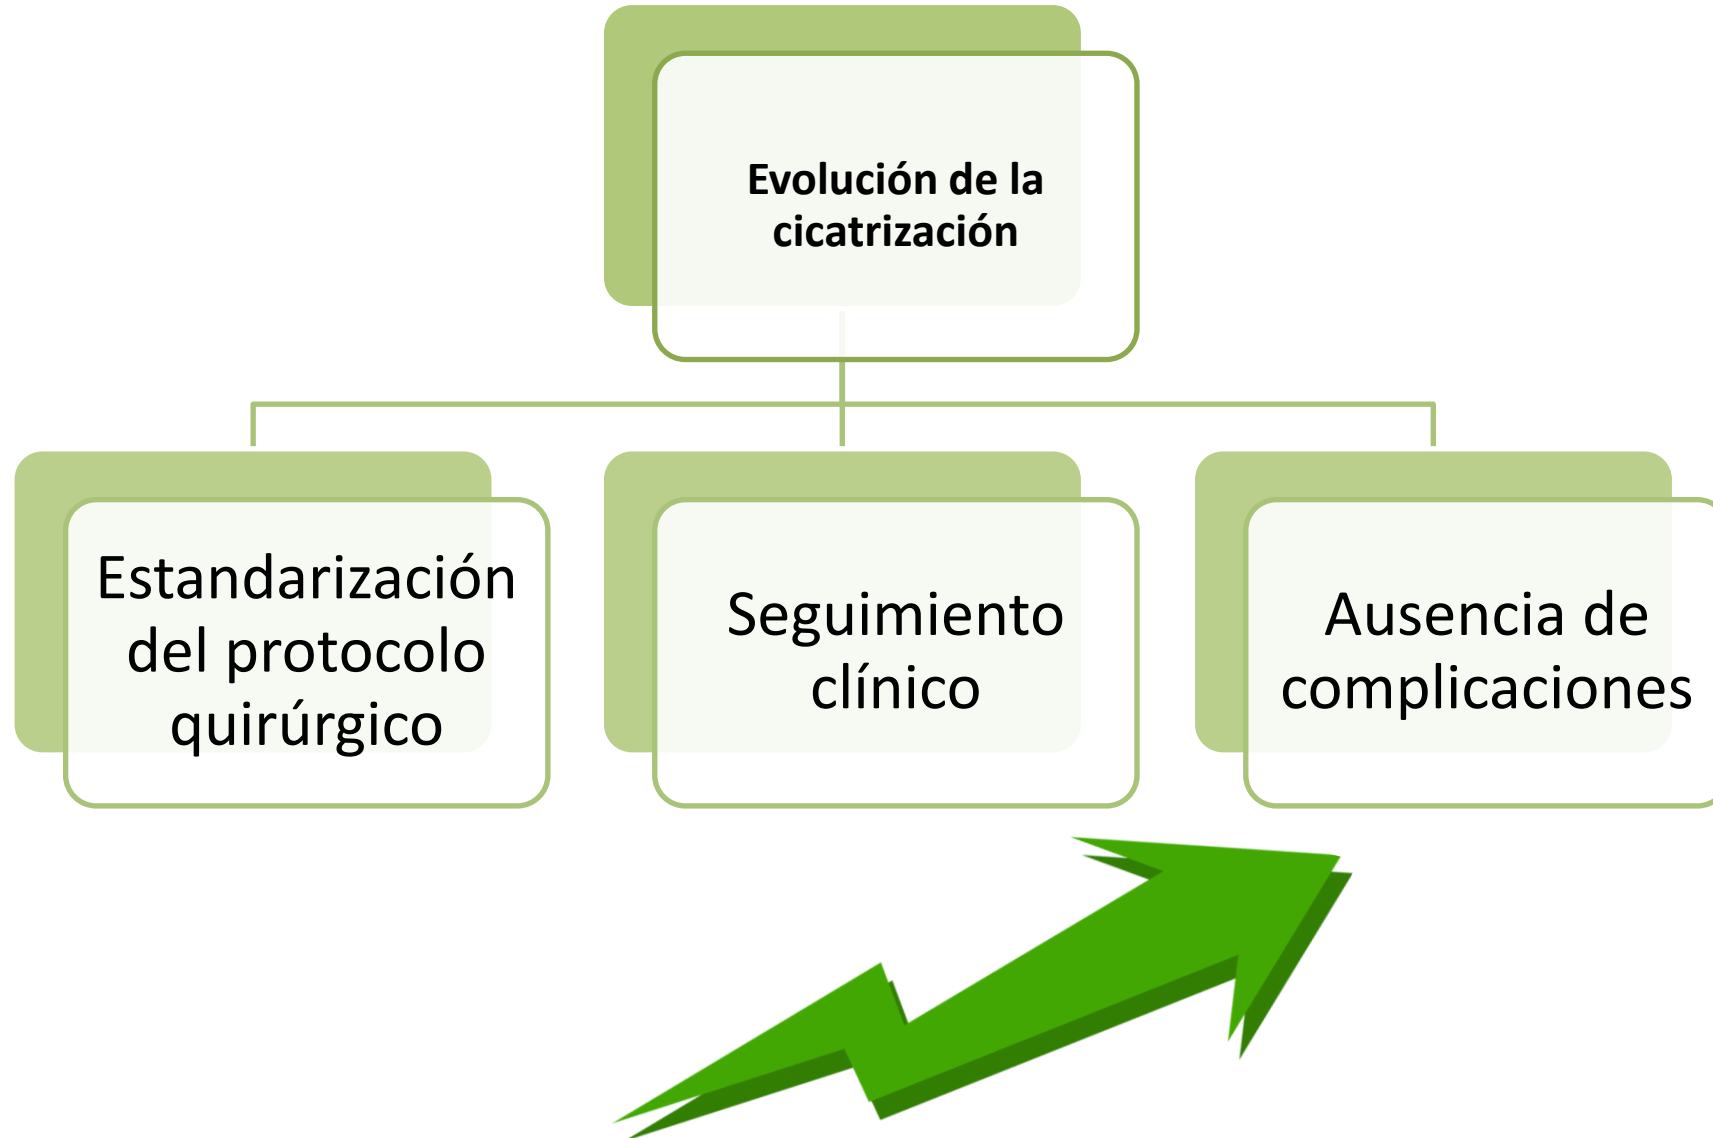 Evolución de la
cicatrización
Estandarización
del protocolo
quirúrgico
Seguimiento
clínico
Ausencia de
complicaciones